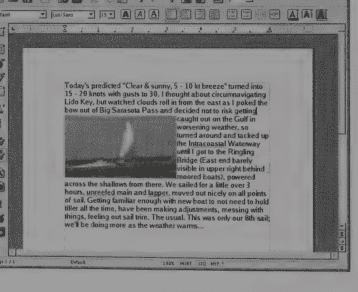 Today's predicted "Clear & sunny, 5 - 10 kt breeze" turned into
15 - 20 knots with gusts to 30. I thought about circumnavigating
Lido Key, but watched clouds roll in from the east as I poked the
bow out of Big Sarasota Pass and decided not to risk getting
caught out on the Gulf in
worsening weather, so
turned around and tacked up
the Intracoastal Waterway
until I got to the Ringling
Bridge (East end barely
visible in upper right behind
moored boats), powered
across the shallows from there. We sailed for a little over 3
hours, unreefed main and lapper, moved out nicely on all points
of sail. Getting familiar enough with new boat to not need to hold
tiller all the time, have been making adjustments, messing with
things, feeling out sail trim. The usual. This was only our 8th sail;
we'll be doing more as the weather warms...
Default